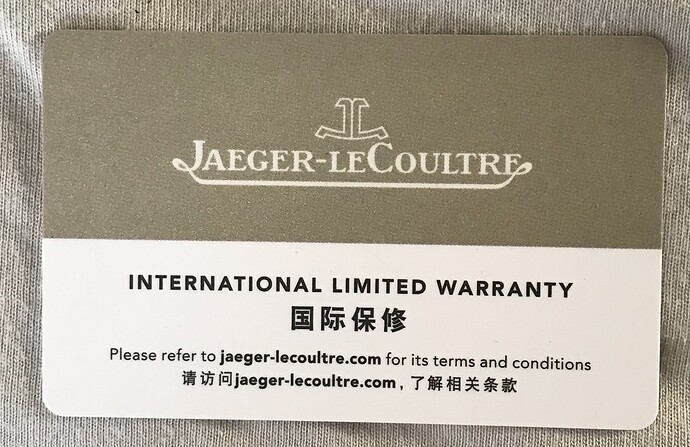 JAEGER-LECOULTRE
INTERNATIONAL LIMITED WARRANTY
国际保修
Please refer to jaeger-lecoultre.com for its terms and conditions
请访问jaeger-lecoultre.com，了解相关条款